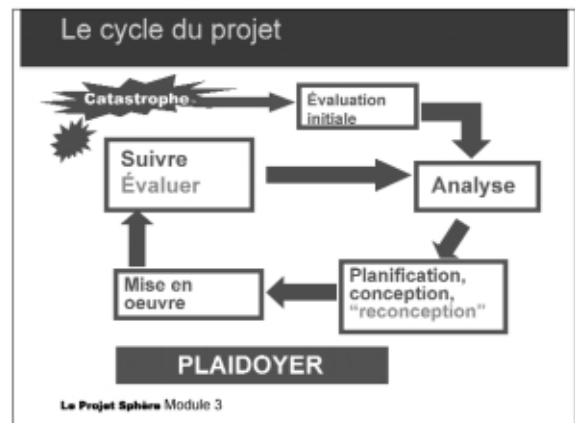 Le cycle du projet
Catastrophe
Évaluation
initiale
Suivre
Évaluer
Analyse
Mise en
oeuvre
Planification,
conception,
“reconception”
PLAIDOYER
Le Projet Sphère Module 3